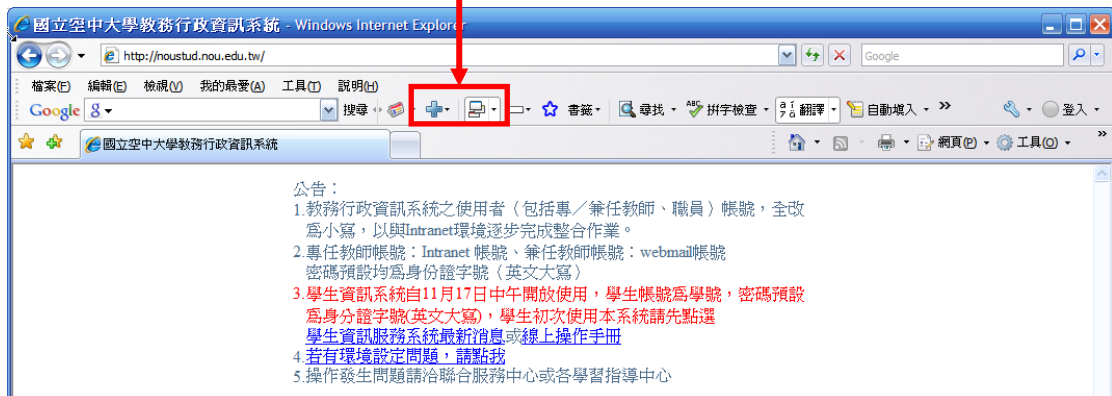 國立空中大學教務行政資訊系統 - Windows Internet Explorer
http://noustud.nou.edu.tw/ Google
檔案(F) 編輯(E) 檢視(V) 我的最愛(A) 工具(T) 說明(H)
Google 搜尋 書籤 尋找 ABC 拼字檢查 翻譯 自動填入 » 登入
國立空中大學教務行政資訊系統 網頁(P) 工具(O) »
公告：
1.教務行政資訊系統之使用者（包括專／兼任教師、職員）帳號，全改
為小寫，以與Intranet環境逐步完成整合作業。
2.專任教師帳號：Intranet 帳號、兼任教師帳號：webmail帳號
密碼預設均為身份證字號（英文大寫）
3.學生資訊系統自11月17日中午開放使用，學生帳號為學號，密碼預設
為身分證字號(英文大寫)，學生初次使用本系統請先點選
學生資訊服務系統最新消息或線上操作手冊
4.若有環境設定問題，請點我
5.操作發生問題請洽聯合服務中心或各學習指導中心